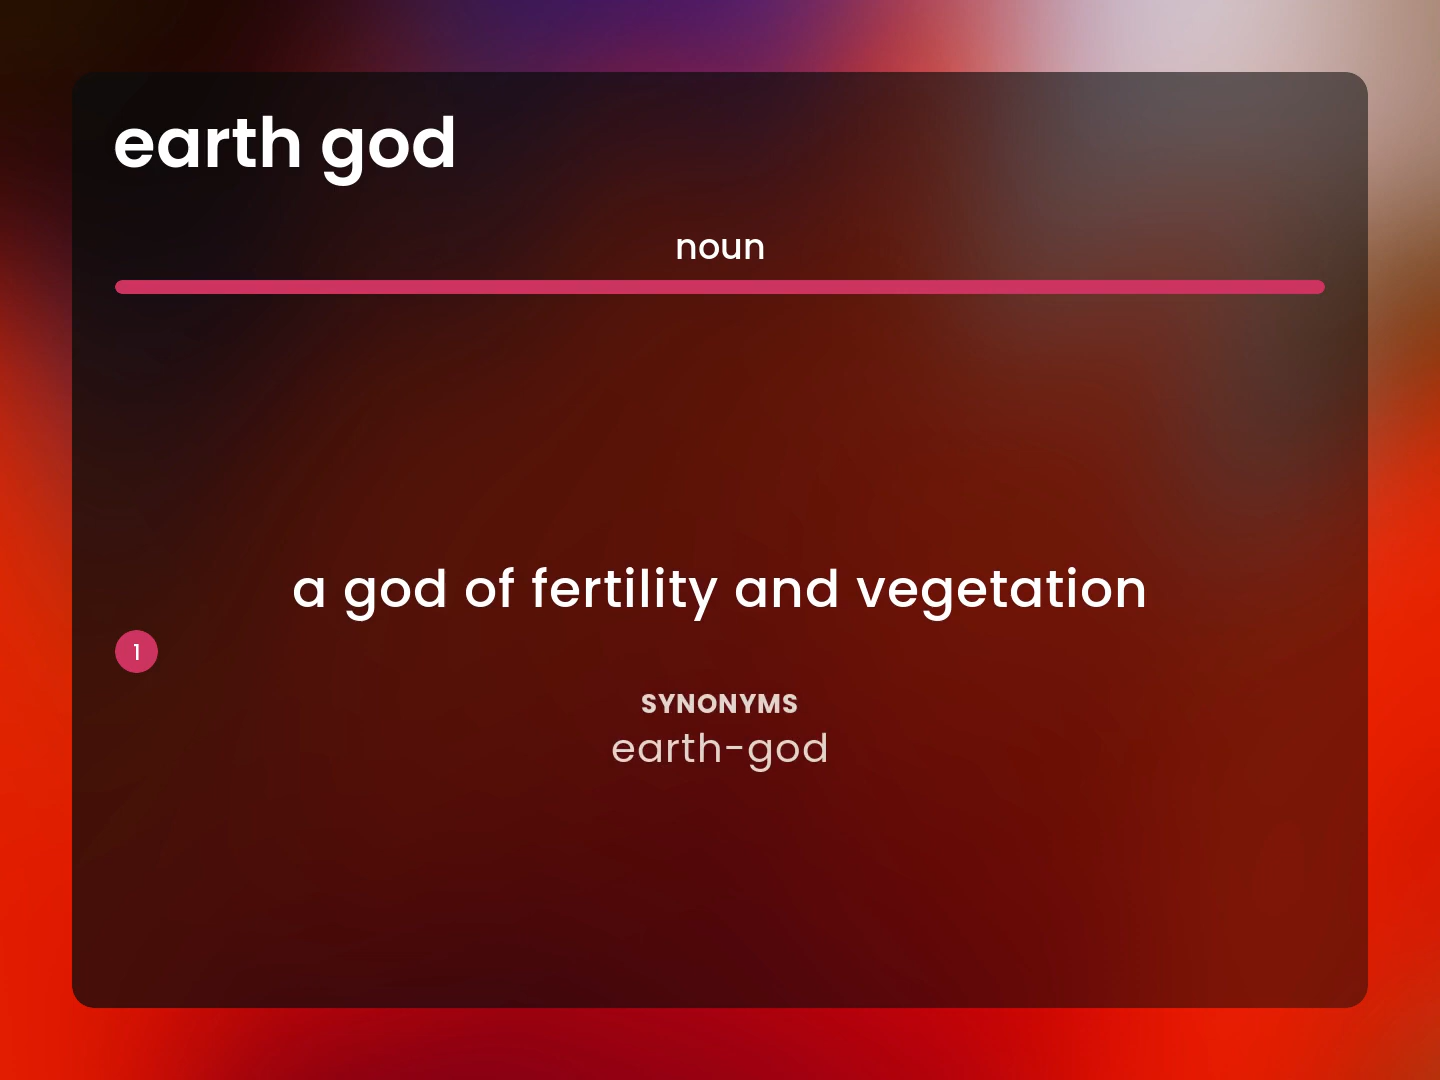 earth god
noun
a god of fertility and vegetation
1
SYNONYMS
earth-god